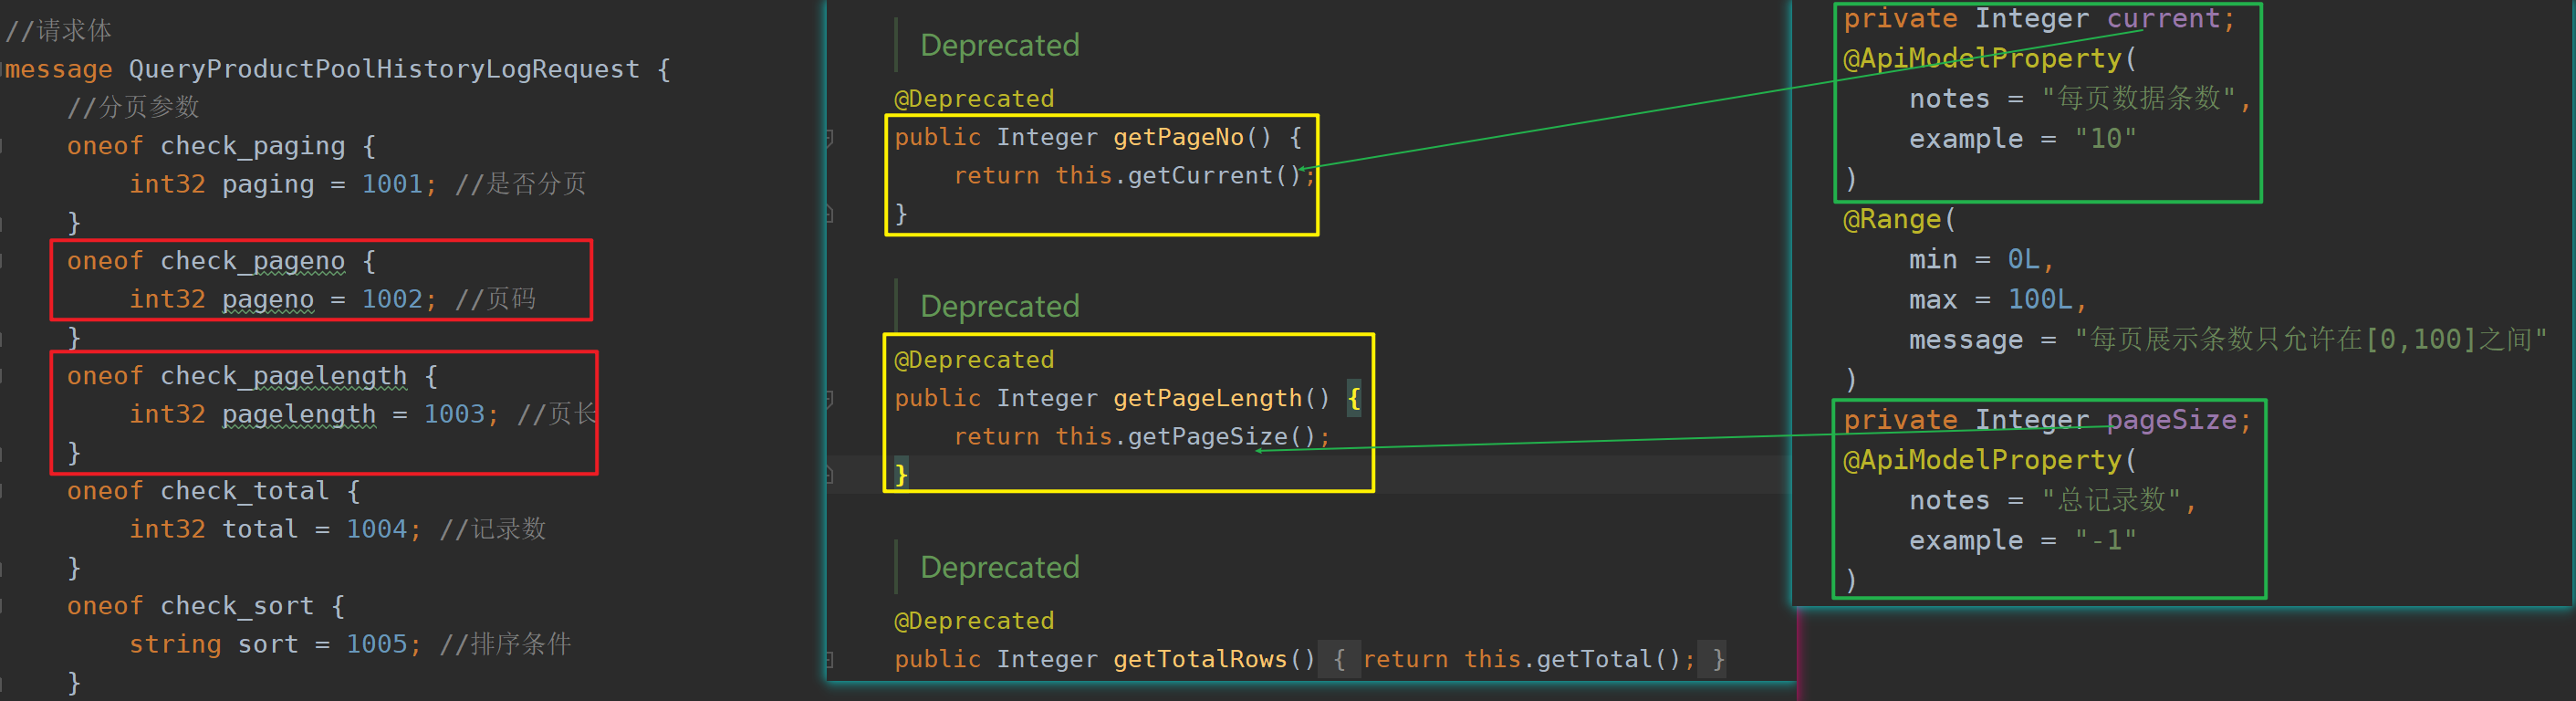 //请求体
message QueryProductPoolHistoryLogRequest {
//分页参数
oneof check_paging {
int32 paging = 1001; //是否分页
}
oneof check_pageno {
int32 pageno = 1002; //页码
}
oneof check_pagelength {
int32 pagelength = 1003; //页长
}
oneof check_total {
int32 total = 1004; //记录数
}
oneof check_sort {
string sort = 1005; //排序条件
}
Deprecated
@Deprecated
public Integer getPageNo() {
return this.getCurrent();
}
Deprecated
@Deprecated
public Integer getPageLength() {
return this.getPageSize();
}
Deprecated
@Deprecated
public Integer getTotalRows() { return this.getTotal(); }
private Integer current;
@ApiModelProperty(
notes = "每页数据条数",
example = "10"
)
@Range(
min = 0L,
max = 100L,
message = "每页展示条数只允许在[0,100]之间"
)
private Integer pageSize;
@ApiModelProperty(
notes = "总记录数",
example = "-1"
)